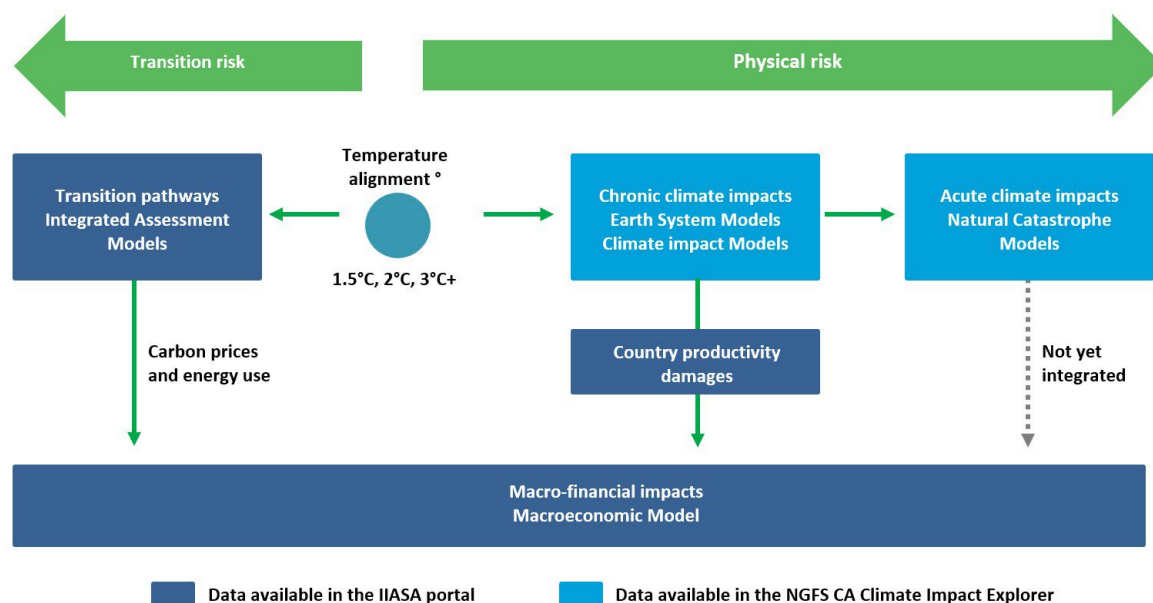 Transition risk
Physical risk
Temperature
alignment °
1.5°C, 2°C, 3°C+
Transition pathways
Integrated Assessment
Models
Chronic climate impacts
Earth System Models
Climate impact Models
Acute climate impacts
Natural Catastrophe
Models
Carbon prices
and energy use
Country productivity
damages
Not yet
integrated
Macro-financial impacts
Macroeconomic Model
Data available in the IIASA portal
Data available in the NGFS CA Climate Impact Explorer